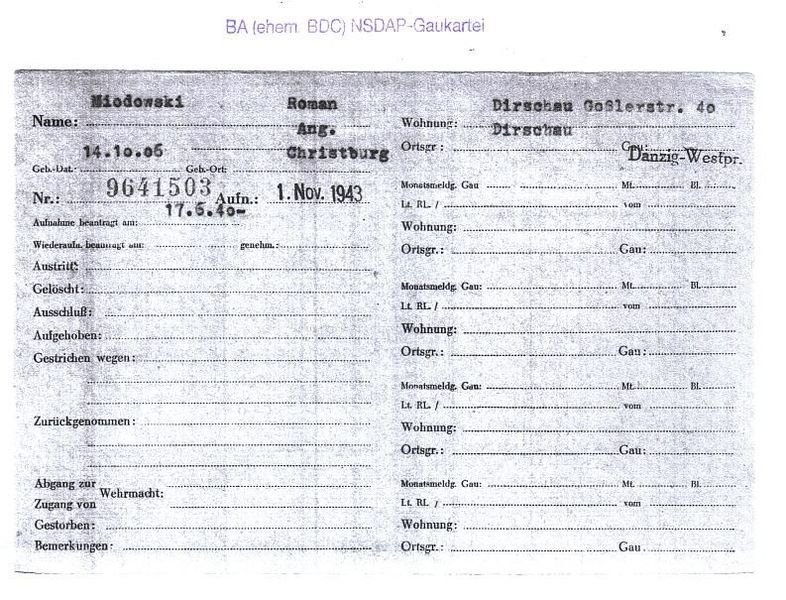 BA (ehem. BDC) NSDAP-Gaukartei
Miodowski Roman
Name:
Ang.
14.10.06 Christburg
Geb.-Dat.: Geb.-Ort:
Nr.: 9641503 Aufn.: 1. Nov. 1943
17.5.40-
Aufnahme beantragt am:
Wiederaufn. beantragt am: genehm.:
Austritt:
Gelöscht:
Ausschluß:
Aufgehoben:
Gestrichen wegen:
Zurückgenommen:
Abgang zur
Wehrmacht:
Zugang von
Gestorben:
Bemerkungen:
Dirschau Goßlerstr. 40
Wohnung:
Dirschau
Ortsgr.: Gau:
Danzig-Westpr.
Monatsmeldg. Gau Mt. Bl.
Lt. RL. / vom
Wohnung:
Ortsgr.: Gau:
Monatsmeldg. Gau: Mt. Bl.
Lt. RL. / vom
Wohnung:
Ortsgr.: Gau:
Monatsmeldg. Gau: Mt. Bl.
Lt. RL. / vom
Wohnung:
Ortsgr.: Gau:
Monatsmeldg. Gau: Mt. Bl.
Lt. RL. / vom
Wohnung:
Ortsgr.: Gau.